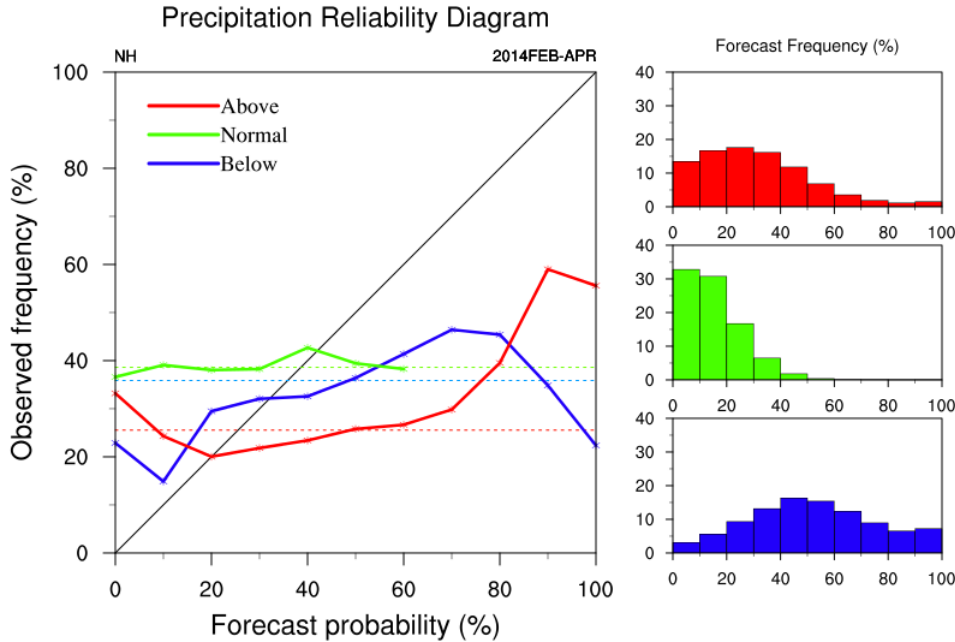 Precipitation Reliability Diagram
NH 2014FEB-APR
Above
Normal
Below
100
80
60
40
20
0
0 20 40 60 80 100
Observed frequency (%)
Forecast probability (%)
Forecast Frequency (%)
40
30
20
10
0
0 20 40 60 80 100
40
30
20
10
0
0 20 40 60 80 100
40
30
20
10
0
0 20 40 60 80 100